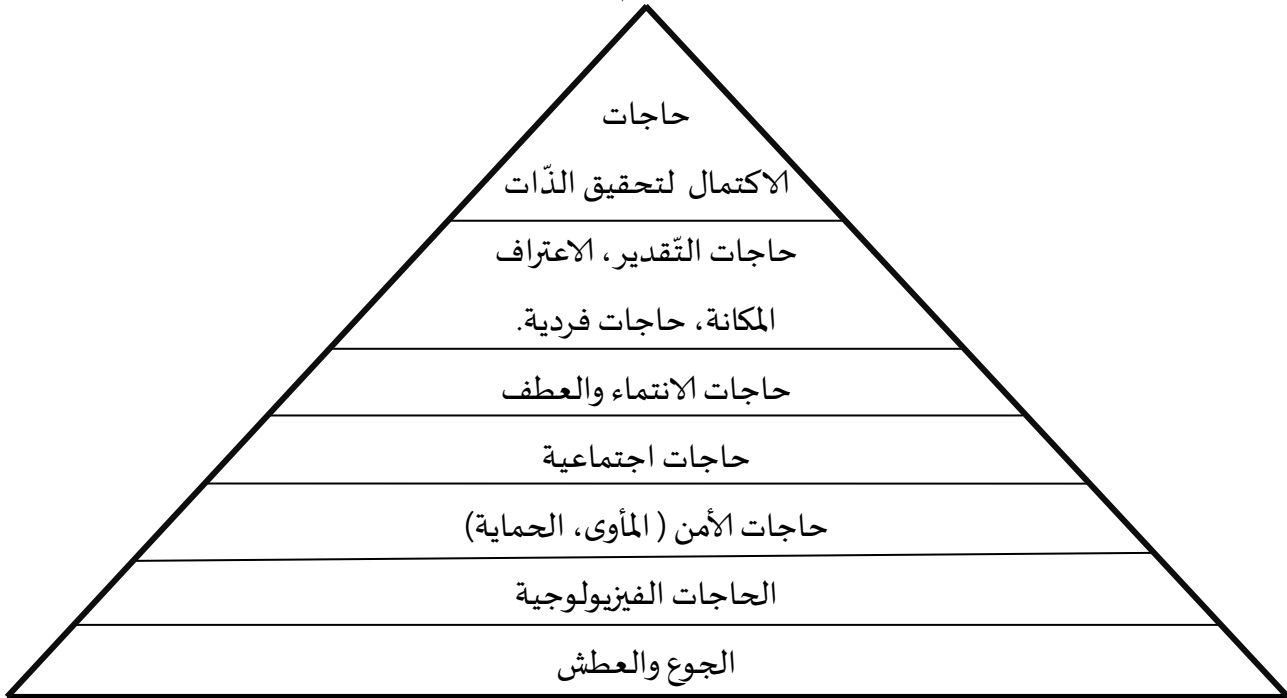 حاجات
الاكتمال لتحقيق الذّات
حاجات التّقدير، الاعتراف
المكانة، حاجات فردية.
حاجات الانتماء والعطف
حاجات اجتماعية
حاجات الأمن ( المأوى، الحماية)
الحاجات الفيزيولوجية
الجوع والعطش